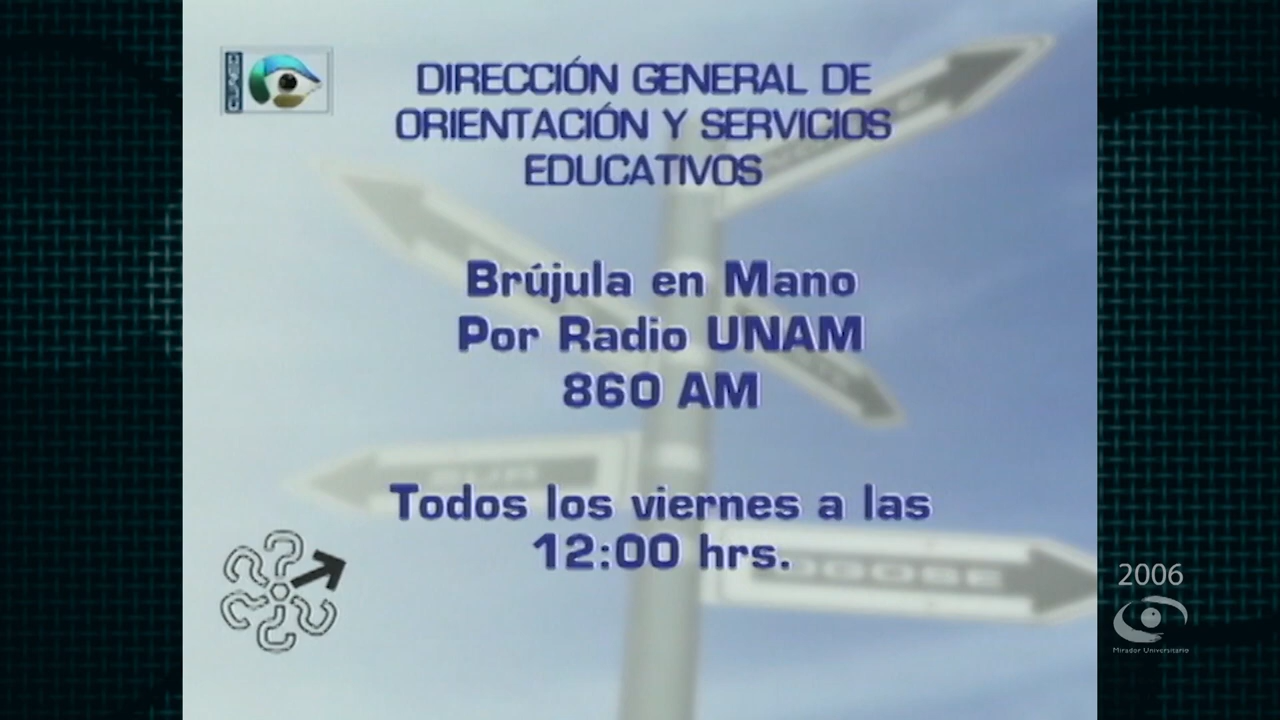 DIRECCIÓN GENERAL DE
ORIENTACIÓN Y SERVICIOS
EDUCATIVOS
Brújula en Mano
Por Radio UNAM
860 AM
Todos los viernes a las
12:00 hrs.
SUR
2006
Mirador Universitario